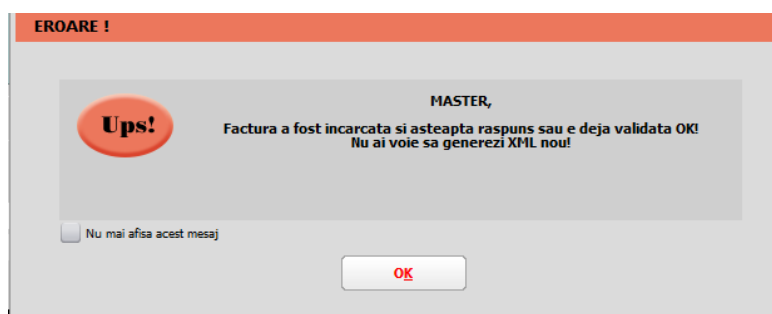 EROARE !
Ups!
MASTER,
Factura a fost incarcata si asteapta raspuns sau e deja validata OK!
Nu ai voie sa generezi XML nou!
Nu mai afisa acest mesaj
OK